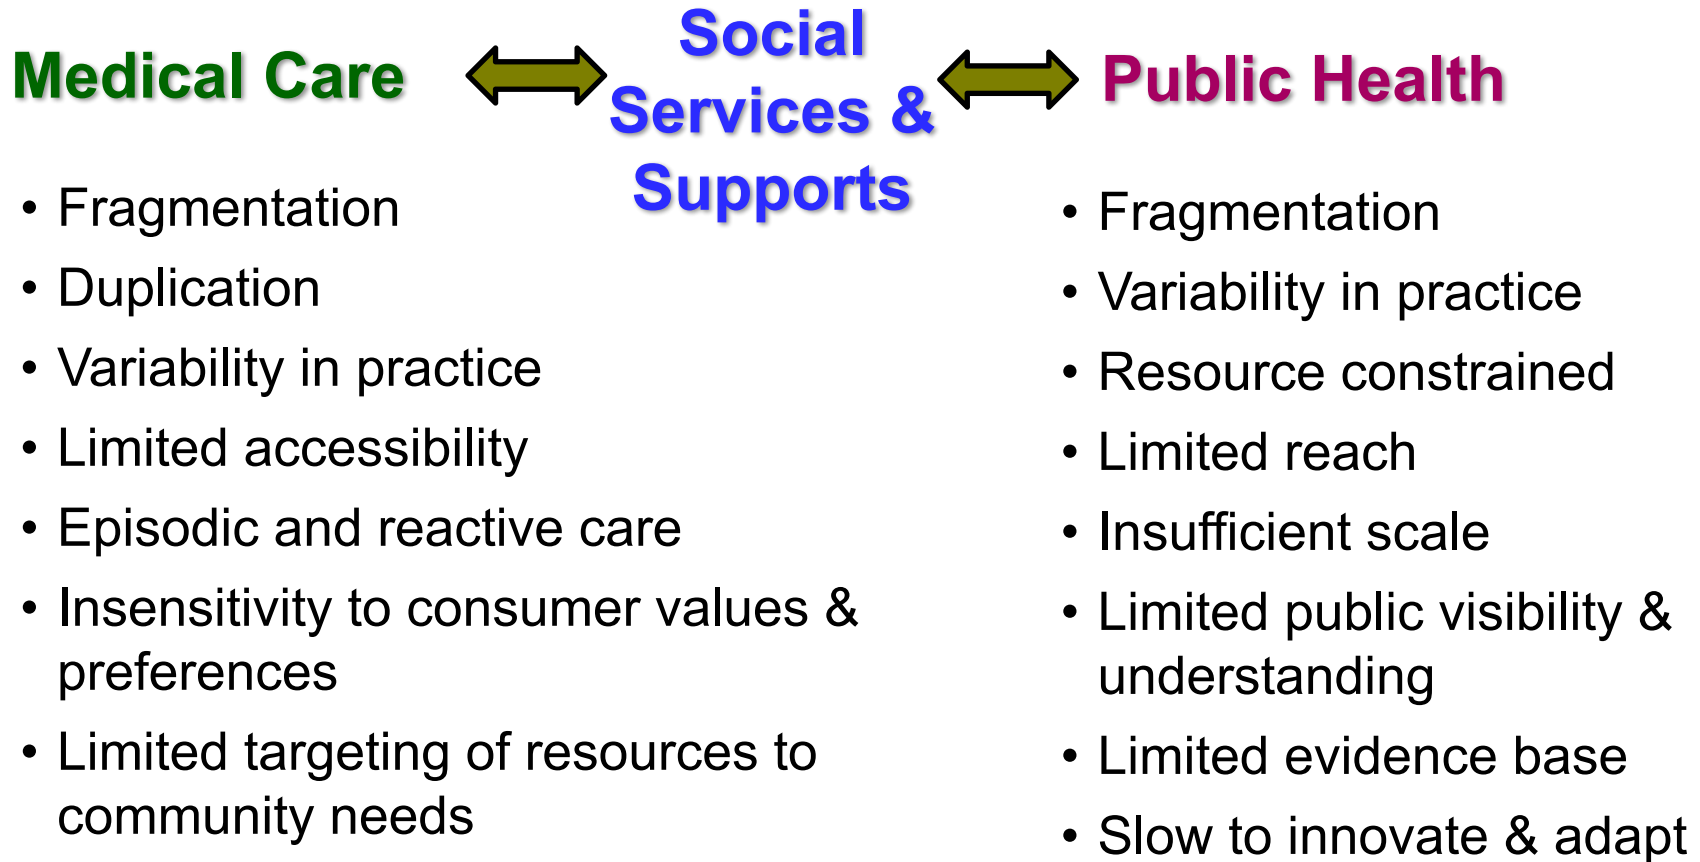 Medical Care
Social
Services &
Supports
Public Health
• Fragmentation
• Duplication
• Variability in practice
• Limited accessibility
• Episodic and reactive care
• Insensitivity to consumer values &
preferences
• Limited targeting of resources to
community needs
• Fragmentation
• Variability in practice
• Resource constrained
• Limited reach
• Insufficient scale
• Limited public visibility &
understanding
• Limited evidence base
• Slow to innovate & adapt